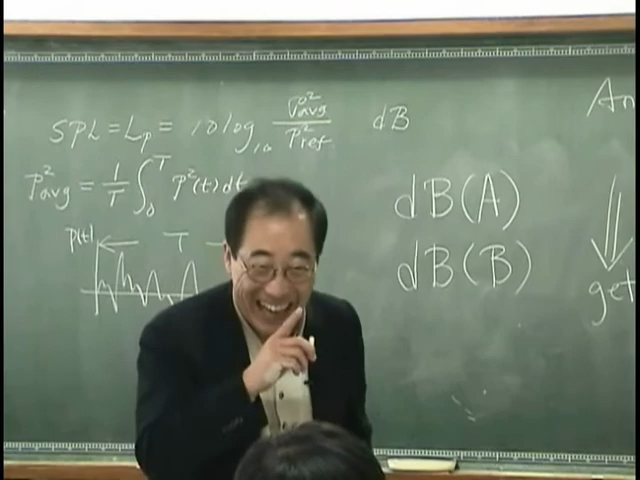 SPL = Lp = 10 log₁₀ P²avg / P²ref dB
P²avg = 1/T ∫₀ᵀ P²(t) dt
p(t) ← T
dB(A)
dB(B)
An
get